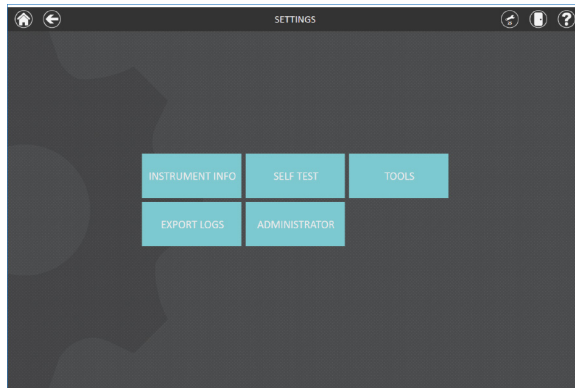 SETTINGS
?
INSTRUMENT INFO
SELF TEST
TOOLS
EXPORT LOGS
ADMINISTRATOR